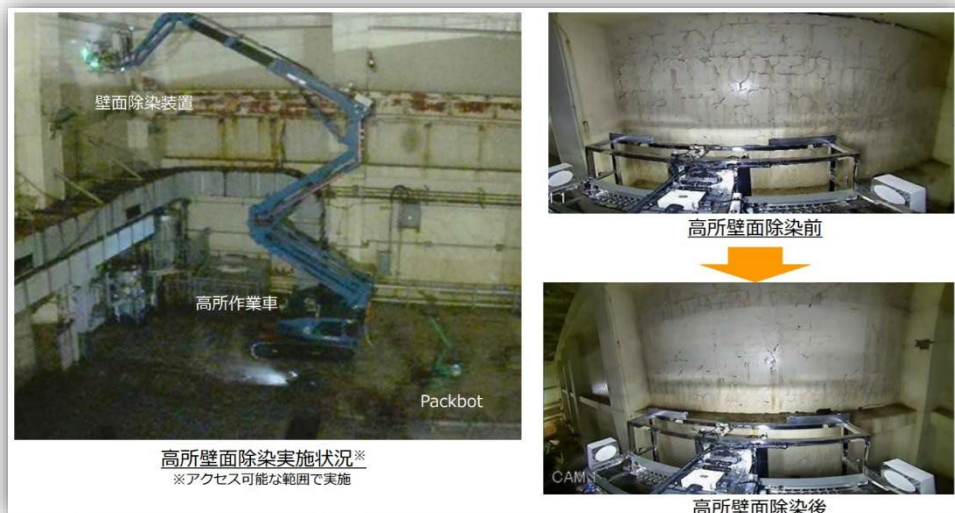 壁面除染装置
高所作業車
Packbot
高所壁面除染実施状況※
※アクセス可能な範囲で実施
高所壁面除染前
CAM1
高所壁面除染後